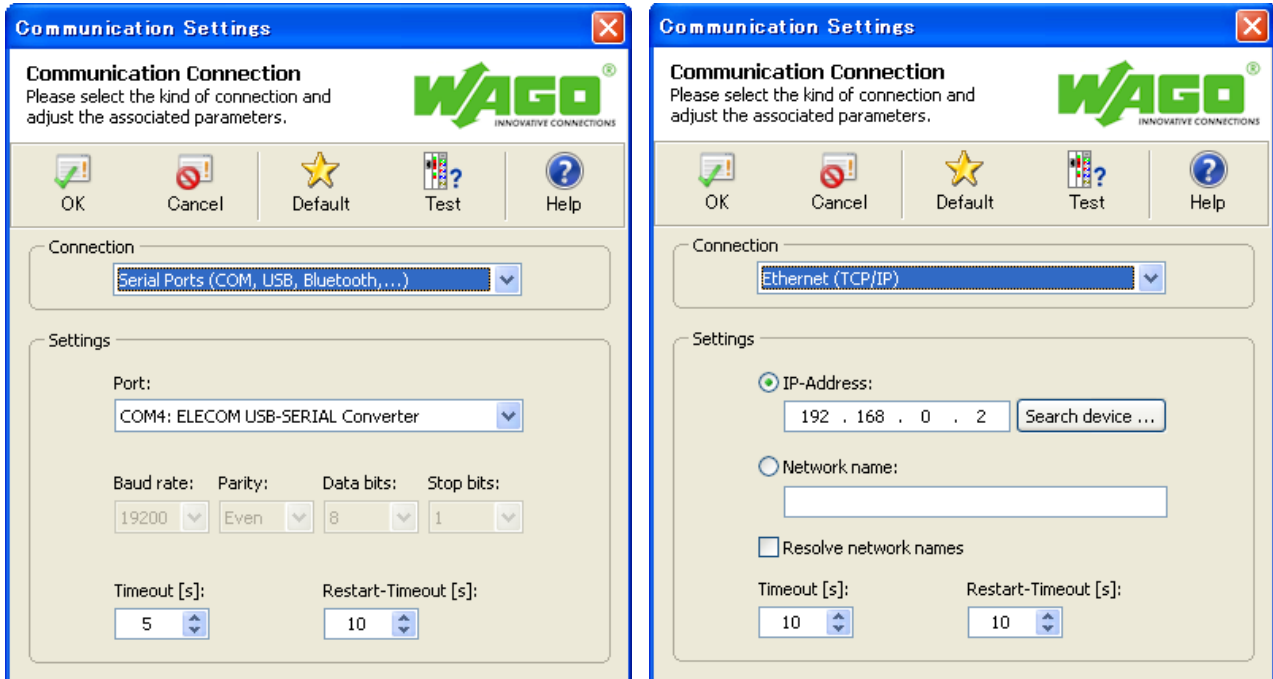 Communication Settings
Communication Connection
Please select the kind of connection and
adjust the associated parameters.
WAGO®
INNOVATIVE CONNECTIONS
OK Cancel Default Test Help
Connection
Serial Ports (COM, USB, Bluetooth,...)
Settings
Port:
COM4: ELECOM USB-SERIAL Converter
Baud rate: Parity: Data bits: Stop bits:
19200 Even 8 1
Timeout [s]: Restart-Timeout [s]:
5 10
Communication Settings
Communication Connection
Please select the kind of connection and
adjust the associated parameters.
WAGO®
INNOVATIVE CONNECTIONS
OK Cancel Default Test Help
Connection
Ethernet (TCP/IP)
Settings
IP-Address:
192 . 168 . 0 . 2 Search device ...
Network name:
Resolve network names
Timeout [s]: Restart-Timeout [s]:
10 10